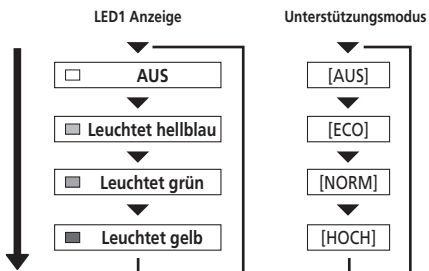 LED1 Anzeige Unterstützungsmodus
AUS [AUS]
Leuchtet hellblau [ECO]
Leuchtet grün [NORM]
Leuchtet gelb [HOCH]